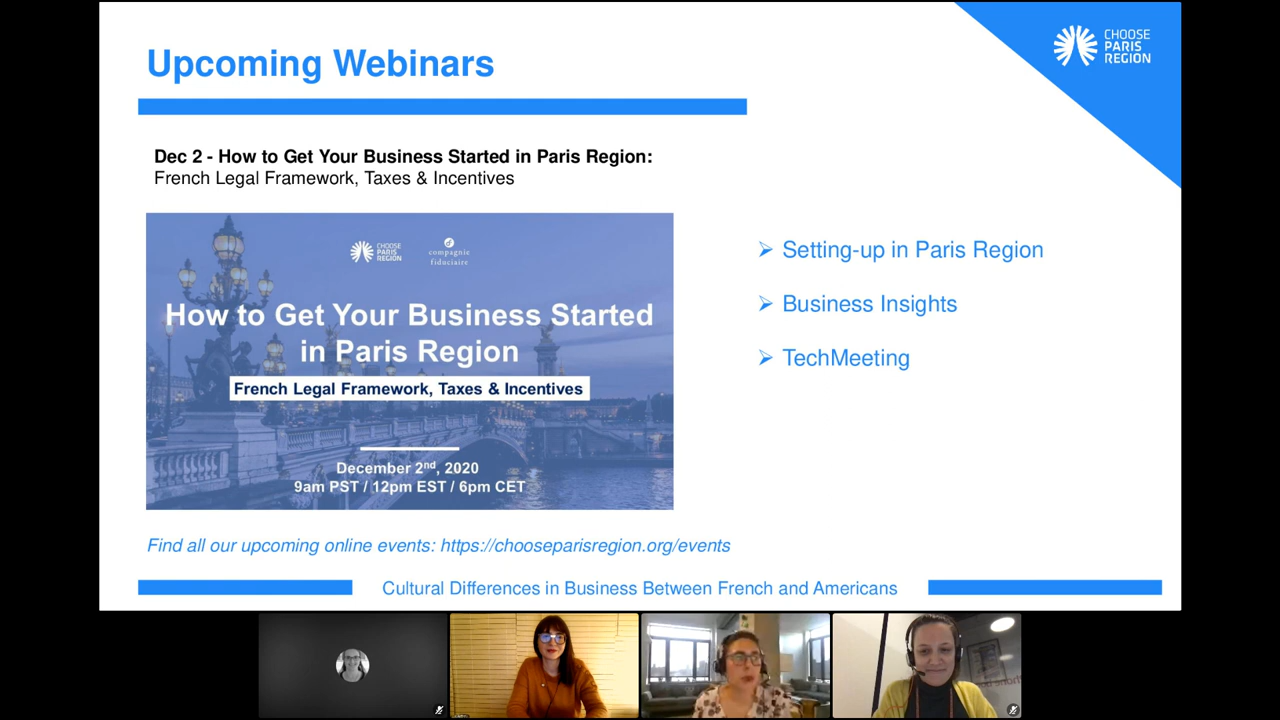 Upcoming Webinars
CHOOSE
PARIS
REGION
Dec 2 - How to Get Your Business Started in Paris Region:
French Legal Framework, Taxes & Incentives
CHOOSE
PARIS
REGION
compagnie
fiduciaire
How to Get Your Business Started
in Paris Region
French Legal Framework, Taxes & Incentives
December 2nd, 2020
9am PST / 12pm EST / 6pm CET
➢ Setting-up in Paris Region
➢ Business Insights
➢ TechMeeting
Find all our upcoming online events: https://chooseparisregion.org/events
Cultural Differences in Business Between French and Americans